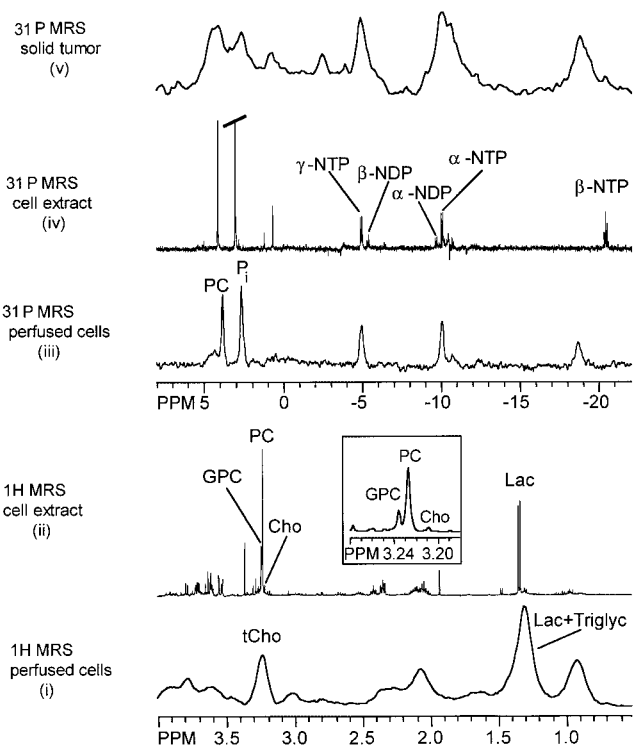 31 P MRS
solid tumor
(v)
31 P MRS
cell extract
(iv)
γ -NTP
β-NDP
α -NDP
α -NTP
β-NTP
31 P MRS
perfused cells
(iii)
PC
Pi
PPM 5 0 -5 -10 -15 -20
1H MRS
cell extract
(ii)
PC
GPC
Cho
PC
GPC
Cho
PPM 3.24 3.20
Lac
1H MRS
perfused cells
(i)
tCho
Lac+Triglyc
PPM 3.5 3.0 2.5 2.0 1.5 1.0